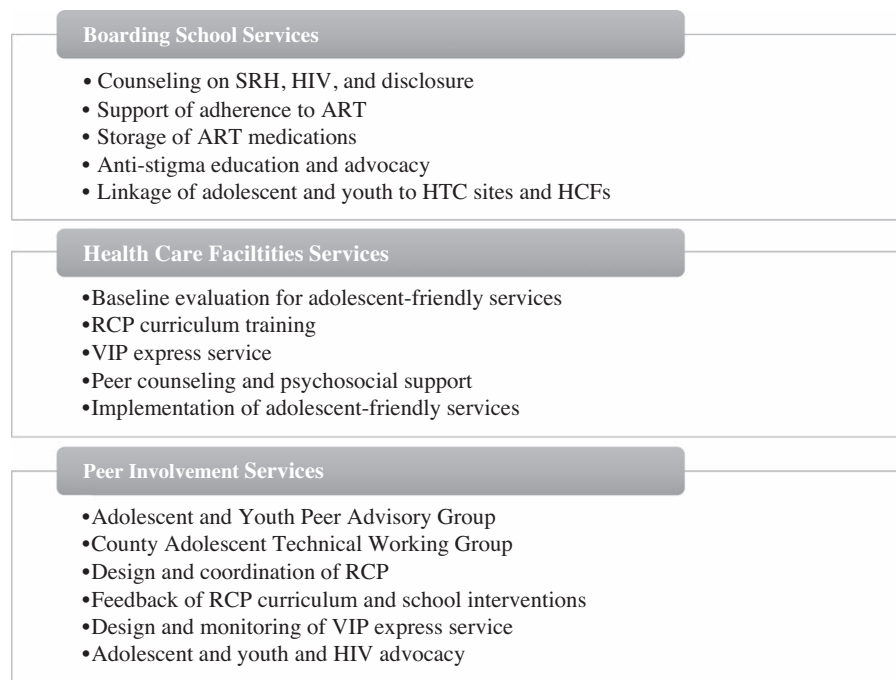 Boarding School Services
• Counseling on SRH, HIV, and disclosure
• Support of adherence to ART
• Storage of ART medications
• Anti-stigma education and advocacy
• Linkage of adolescent and youth to HTC sites and HCFs
Health Care Faciltities Services
•Baseline evaluation for adolescent-friendly services
•RCP curriculum training
•VIP express service
•Peer counseling and psychosocial support
•Implementation of adolescent-friendly services
Peer Involvement Services
•Adolescent and Youth Peer Advisory Group
•County Adolescent Technical Working Group
•Design and coordination of RCP
•Feedback of RCP curriculum and school interventions
•Design and monitoring of VIP express service
•Adolescent and youth and HIV advocacy